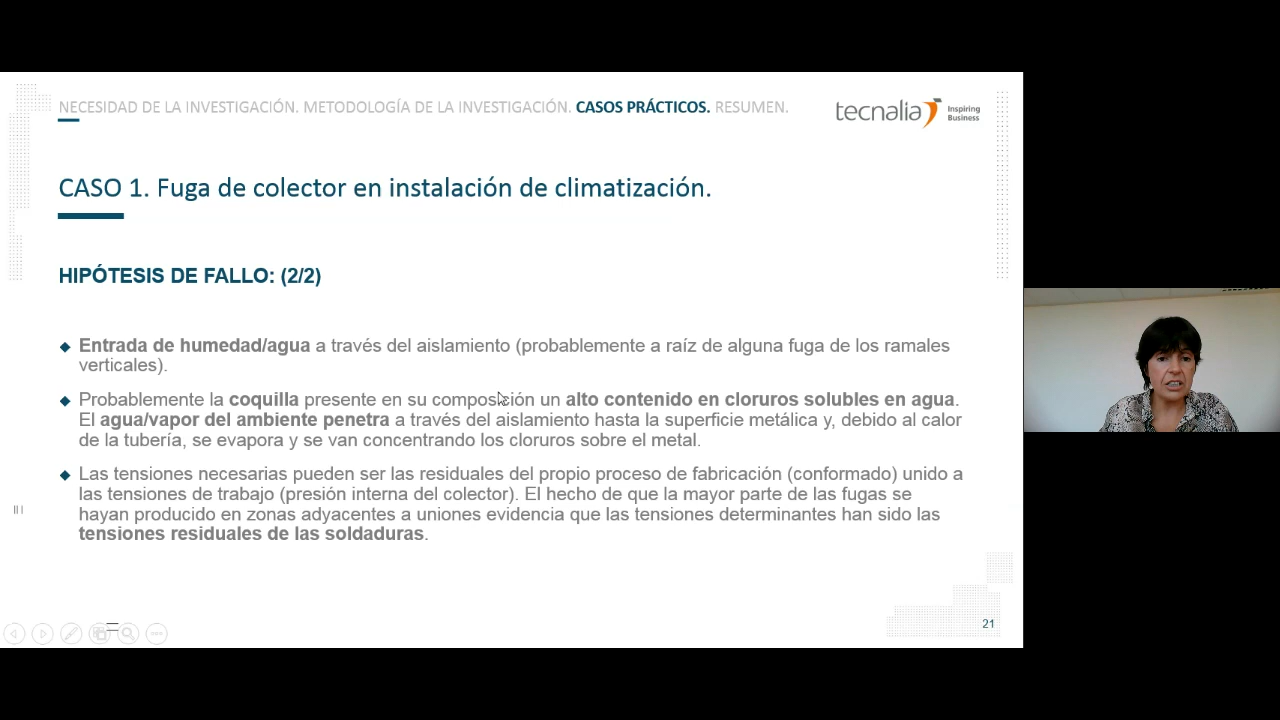 NECESIDAD DE LA INVESTIGACIÓN. METODOLOGÍA DE LA INVESTIGACIÓN. CASOS PRÁCTICOS. RESUMEN.
tecnalia
Inspiring
Business
CASO 1. Fuga de colector en instalación de climatización.
HIPÓTESIS DE FALLO: (2/2)
Entrada de humedad/agua a través del aislamiento (probablemente a raíz de alguna fuga de los ramales
verticales).
Probablemente la coquilla presente en su composición un alto contenido en cloruros solubles en agua.
El agua/vapor del ambiente penetra a través del aislamiento hasta la superficie metálica y, debido al calor
de la tubería, se evapora y se van concentrando los cloruros sobre el metal.
Las tensiones necesarias pueden ser las residuales del propio proceso de fabricación (conformado) unido a
las tensiones de trabajo (presión interna del colector). El hecho de que la mayor parte de las fugas se
hayan producido en zonas adyacentes a uniones evidencia que las tensiones determinantes han sido las
tensiones residuales de las soldaduras.
21